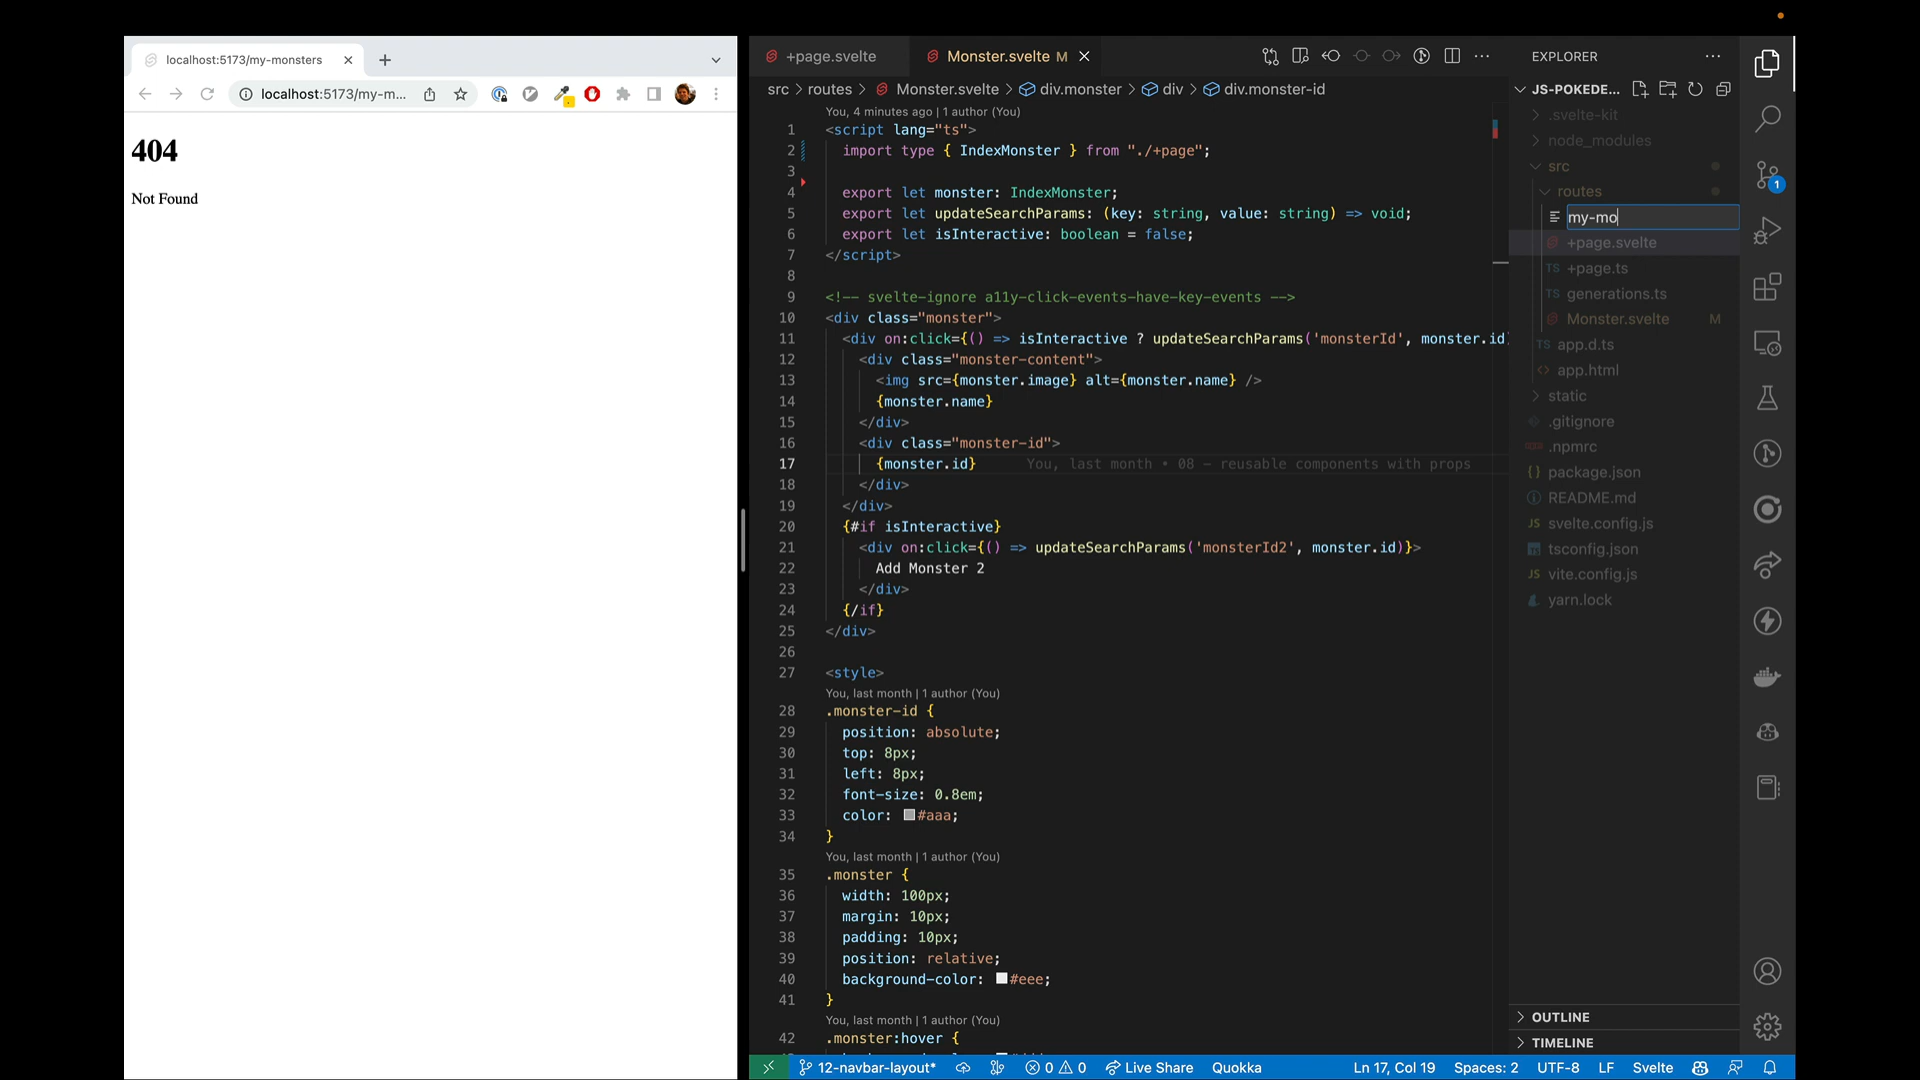 localhost:5173/my-monsters
localhost:5173/my-m...
404
Not Found
+page.svelte
Monster.svelte M
src > routes > Monster.svelte > div.monster > div > div.monster-id
You, 4 minutes ago | 1 author (You)
1 <script lang="ts">
2 import type { IndexMonster } from "./+page";
3
4 export let monster: IndexMonster;
5 export let updateSearchParams: (key: string, value: string) => void;
6 export let isInteractive: boolean = false;
7 </script>
8
9 <!-- svelte-ignore a11y-click-events-have-key-events -->
10 <div class="monster">
11 <div on:click={() => isInteractive ? updateSearchParams('monsterId', monster.id)
12 <div class="monster-content">
13 <img src={monster.image} alt={monster.name} />
14 {monster.name}
15 </div>
16 <div class="monster-id">
17 {monster.id} You, last month • 08 - reusable components with props
18 </div>
19 </div>
20 {#if isInteractive}
21 <div on:click={() => updateSearchParams('monsterId2', monster.id)}>
22 Add Monster 2
23 </div>
24 {/if}
25 </div>
26
27 <style>
You, last month | 1 author (You)
28 .monster-id {
29 position: absolute;
30 top: 8px;
31 left: 8px;
32 font-size: 0.8em;
33 color: #aaa;
34 }
You, last month | 1 author (You)
35 .monster {
36 width: 100px;
37 margin: 10px;
38 padding: 10px;
39 position: relative;
40 background-color: #eee;
41 }
You, last month | 1 author (You)
42 .monster:hover {
EXPLORER
JS-POKEDE...
.svelte-kit
node_modules
src
routes
my-mo
+page.svelte
TS +page.ts
TS generations.ts
Monster.svelte M
TS app.d.ts
<> app.html
static
.gitignore
.npmrc
{} package.json
README.md
JS svelte.config.js
tsconfig.json
JS vite.config.js
yarn.lock
OUTLINE
TIMELINE
1
12-navbar-layout* 0 0 Live Share Quokka
Ln 17, Col 19 Spaces: 2 UTF-8 LF Svelte